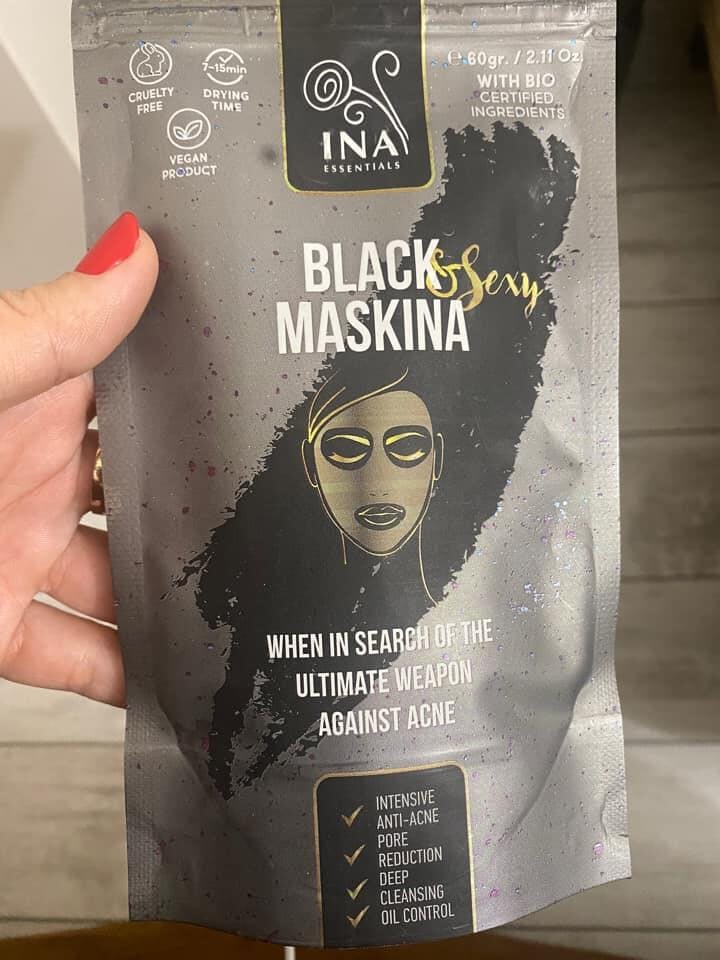 CRUELTY
FREE
7-15min
DRYING
TIME
VEGAN
PRODUCT
INA
ESSENTIALS
℮ 60gr. / 2.11 Oz.
WITH BIO
CERTIFIED
INGREDIENTS
BLACK &Sexy
MASKINA
WHEN IN SEARCH OF THE
ULTIMATE WEAPON
AGAINST ACNE
INTENSIVE
ANTI-ACNE
PORE
REDUCTION
DEEP
CLEANSING
OIL CONTROL